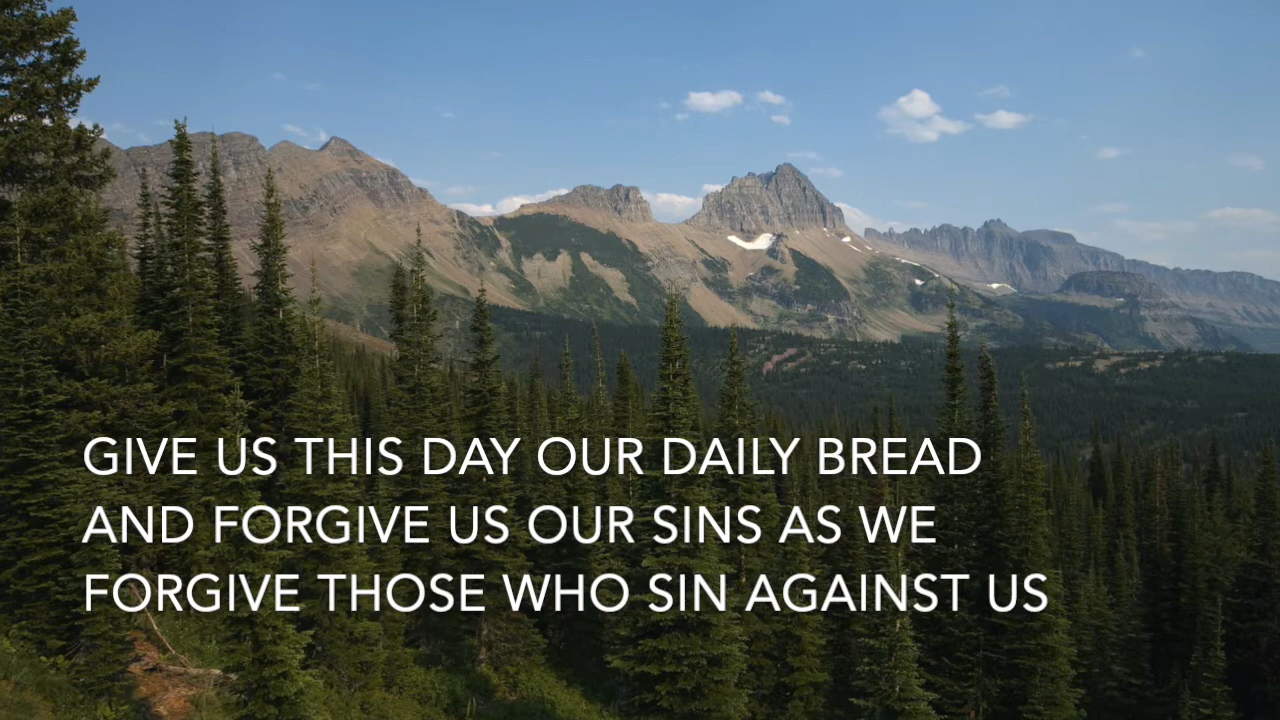 GIVE US THIS DAY OUR DAILY BREAD
AND FORGIVE US OUR SINS AS WE
FORGIVE THOSE WHO SIN AGAINST US